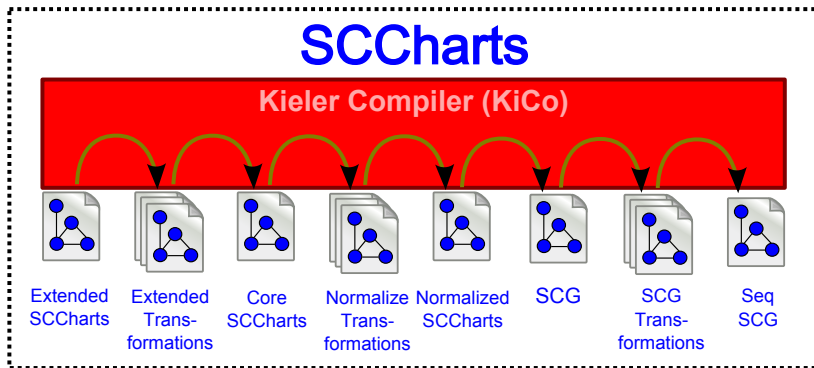 SCCharts
Kieler Compiler (KiCo)
Extended
SCCharts
Extended
Trans-
formations
Core
SCCharts
Normalize
Trans-
formations
Normalized
SCCharts
SCG
SCG
Trans-
formations
Seq
SCG